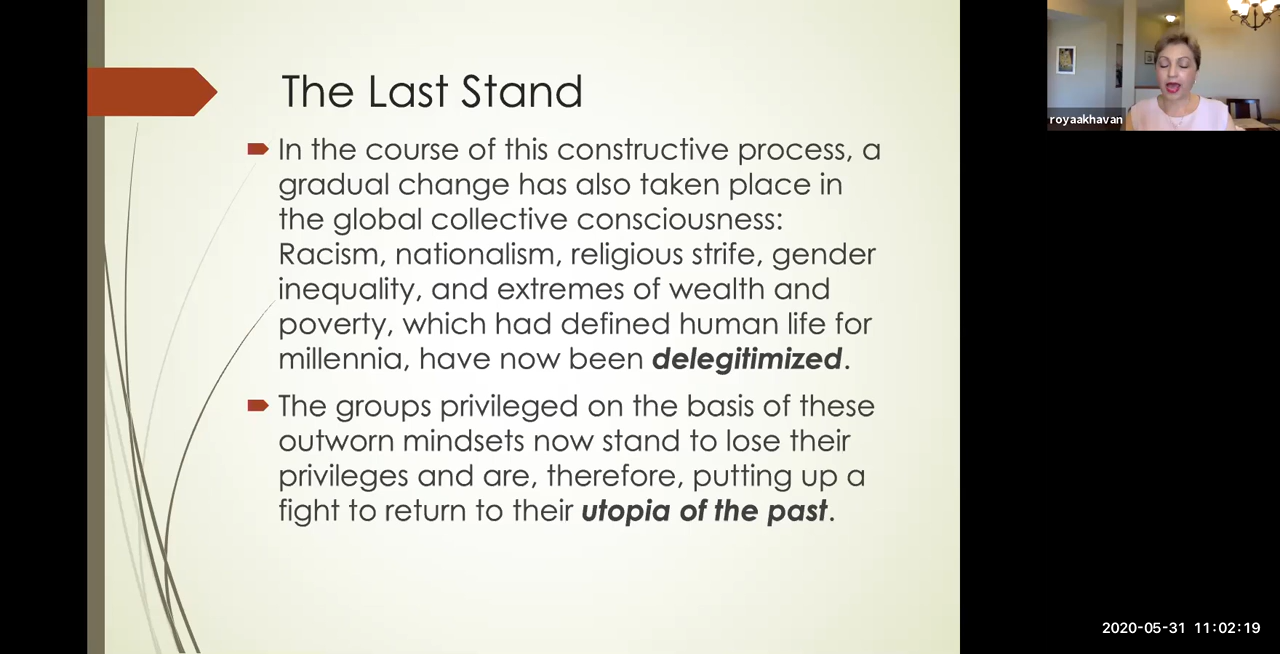 The Last Stand
In the course of this constructive process, a
gradual change has also taken place in
the global collective consciousness:
Racism, nationalism, religious strife, gender
inequality, and extremes of wealth and
poverty, which had defined human life for
millennia, have now been delegitimized.
The groups privileged on the basis of these
outworn mindsets now stand to lose their
privileges and are, therefore, putting up a
fight to return to their utopia of the past.
royaakhavan
2020-05-31 11:02:19